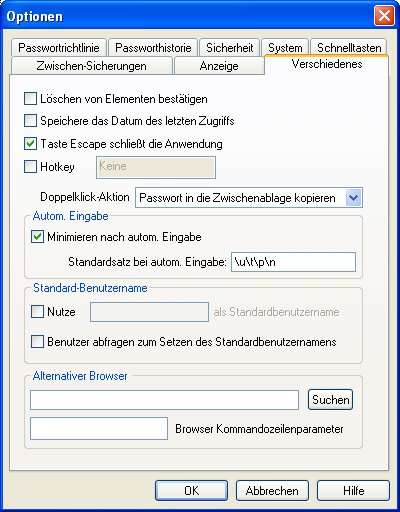 Optionen
Passwortrichtlinie Passworthistorie Sicherheit System Schnelltasten
Zwischen-Sicherungen Anzeige Verschiedenes
Löschen von Elementen bestätigen
Speichere das Datum des letzten Zugriffs
Taste Escape schließt die Anwendung
Hotkey Keine
Doppelklick-Aktion Passwort in die Zwischenablage kopieren
Autom. Eingabe
Minimieren nach autom. Eingabe
Standardsatz bei autom. Eingabe: \u\t\p\n
Standard-Benutzername
Nutze als Standardbenutzername
Benutzer abfragen zum Setzen des Standardbenutzernamens
Alternativer Browser
Suchen
Browser Kommandozeilenparameter
OK Abbrechen Hilfe